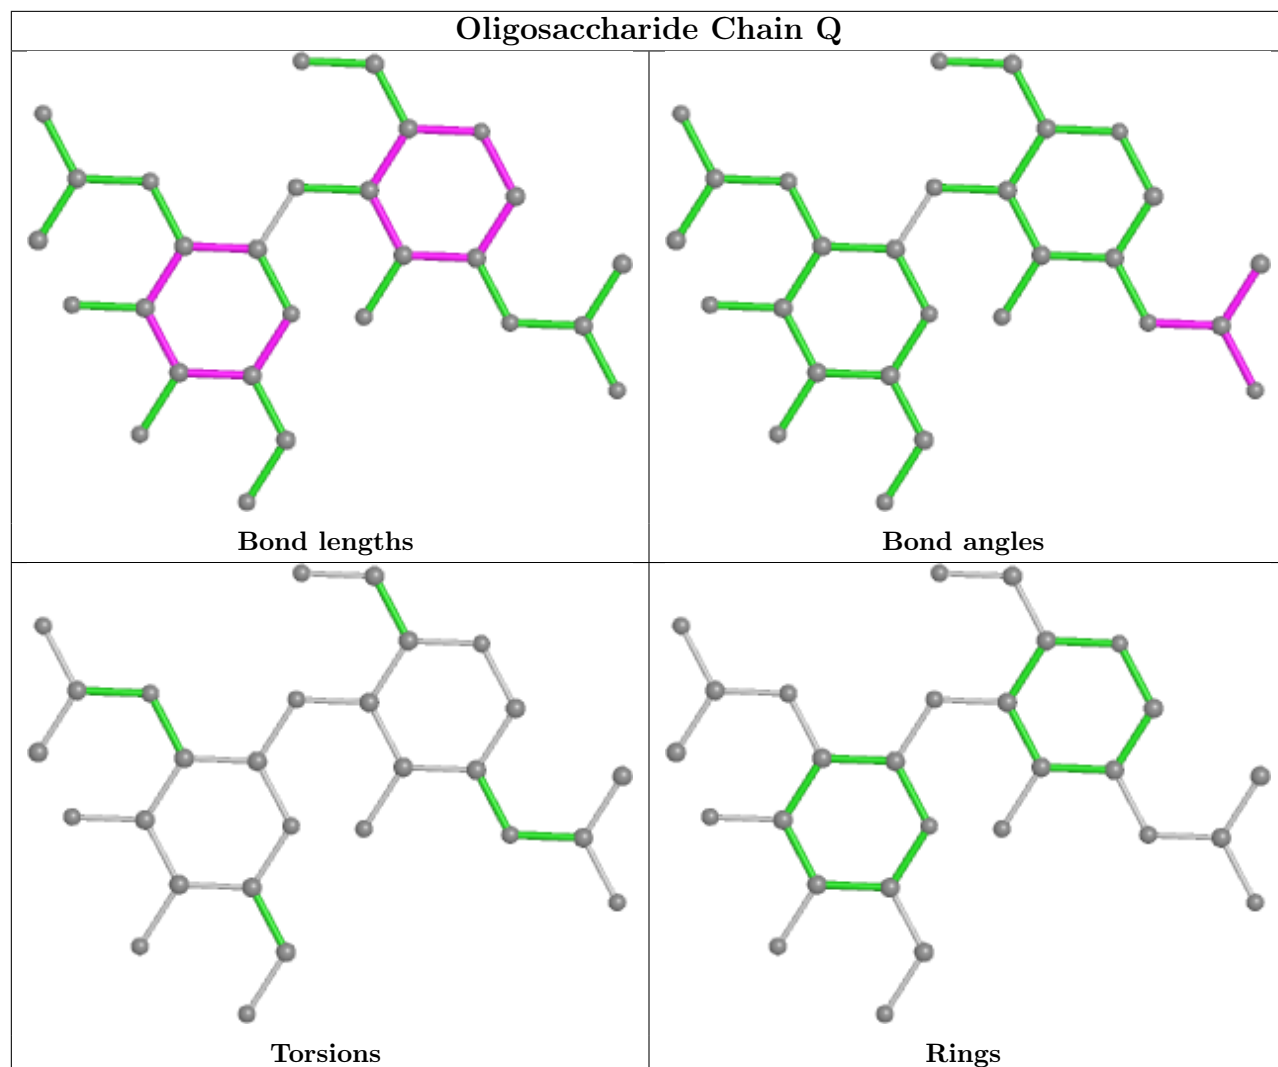 Oligosaccharide Chain Q
Bond lengths
Bond angles
Torsions
Rings